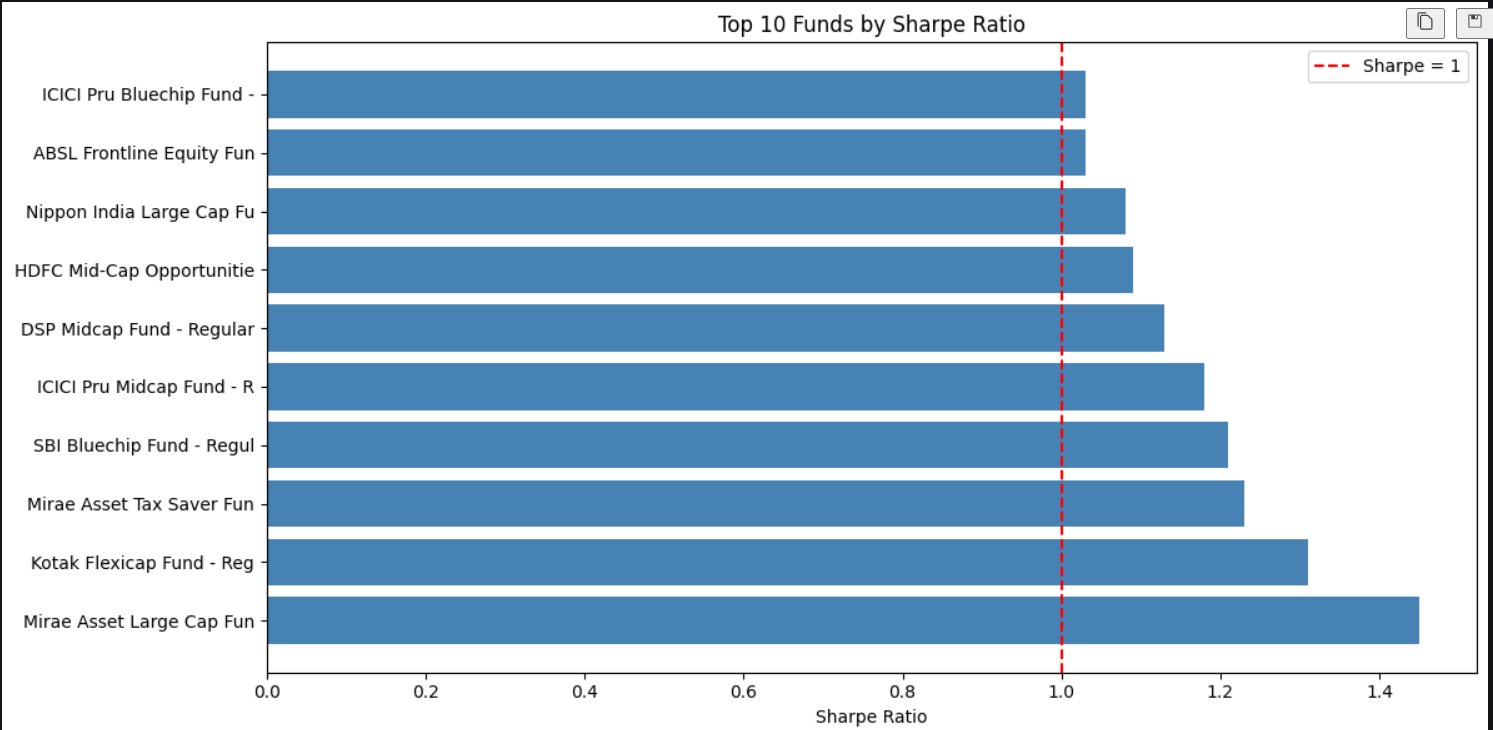 Top 10 Funds by Sharpe Ratio
Sharpe = 1
ICICI Pru Bluechip Fund -
ABSL Frontline Equity Fun
Nippon India Large Cap Fu
HDFC Mid-Cap Opportunitie
DSP Midcap Fund - Regular
ICICI Pru Midcap Fund - R
SBI Bluechip Fund - Regul
Mirae Asset Tax Saver Fun
Kotak Flexicap Fund - Reg
Mirae Asset Large Cap Fun
0.0 0.2 0.4 0.6 0.8 1.0 1.2 1.4
Sharpe Ratio